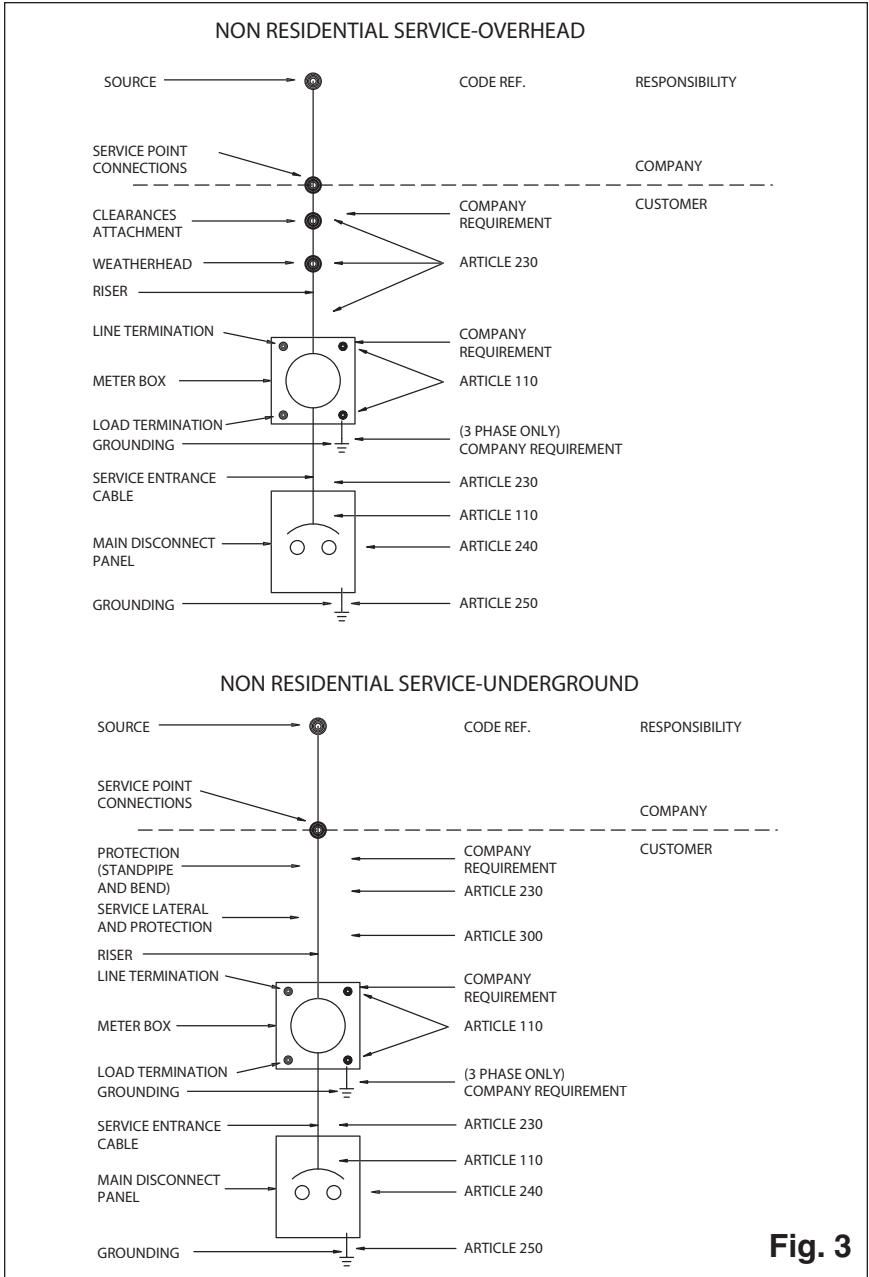 NON RESIDENTIAL SERVICE-OVERHEAD
SOURCE CODE REF. RESPONSIBILITY
SERVICE POINT
CONNECTIONS
COMPANY
CUSTOMER
CLEARANCES
ATTACHMENT
COMPANY
REQUIREMENT
WEATHERHEAD ARTICLE 230
RISER
LINE TERMINATION
COMPANY
REQUIREMENT
METER BOX ARTICLE 110
LOAD TERMINATION
GROUNDING
(3 PHASE ONLY)
COMPANY REQUIREMENT
SERVICE ENTRANCE
CABLE
ARTICLE 230
ARTICLE 110
MAIN DISCONNECT
PANEL
ARTICLE 240
GROUNDING ARTICLE 250
NON RESIDENTIAL SERVICE-UNDERGROUND
SOURCE CODE REF. RESPONSIBILITY
SERVICE POINT
CONNECTIONS
COMPANY
CUSTOMER
PROTECTION
(STANDPIPE
AND BEND)
COMPANY
REQUIREMENT
ARTICLE 230
SERVICE LATERAL
AND PROTECTION
ARTICLE 300
RISER
LINE TERMINATION
COMPANY
REQUIREMENT
METER BOX ARTICLE 110
LOAD TERMINATION
GROUNDING
(3 PHASE ONLY)
COMPANY REQUIREMENT
SERVICE ENTRANCE
CABLE
ARTICLE 230
ARTICLE 110
MAIN DISCONNECT
PANEL
ARTICLE 240
GROUNDING ARTICLE 250
Fig. 3